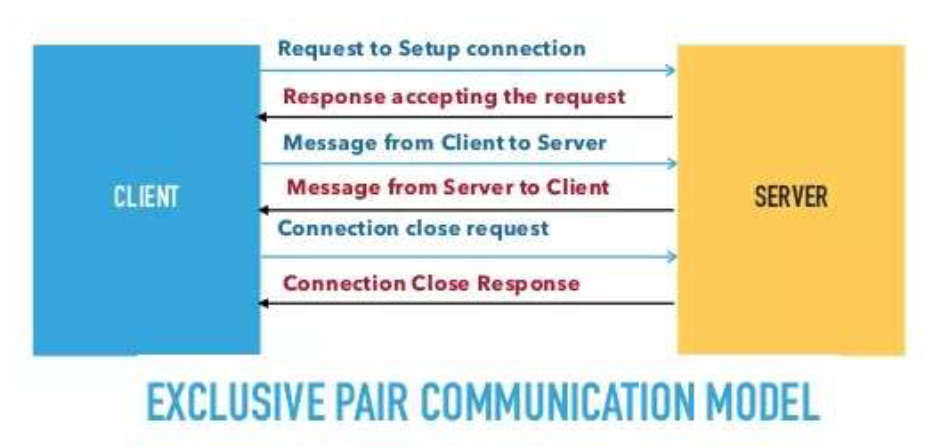 Request to Setup connection
Response accepting the request
Message from Client to Server
CLIENT
Message from Server to Client
SERVER
Connection close request
Connection Close Response
EXCLUSIVE PAIR COMMUNICATION MODEL